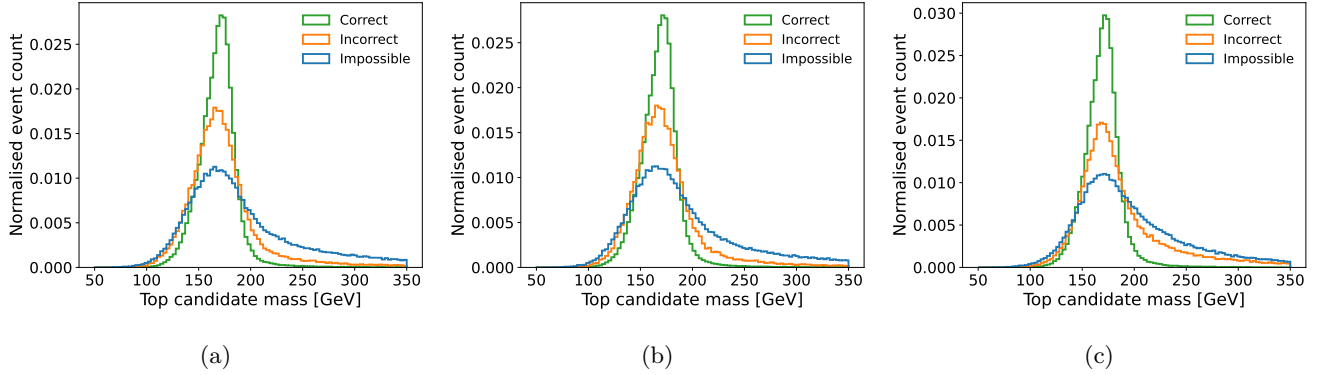 Normalised event count
0.025
0.020
0.015
0.010
0.005
0.000
50 100 150 200 250 300 350
Top candidate mass [GeV]
Correct
Incorrect
Impossible
(a)
Normalised event count
0.025
0.020
0.015
0.010
0.005
0.000
50 100 150 200 250 300 350
Top candidate mass [GeV]
Correct
Incorrect
Impossible
(b)
Normalised event count
0.030
0.025
0.020
0.015
0.010
0.005
0.000
50 100 150 200 250 300 350
Top candidate mass [GeV]
Correct
Incorrect
Impossible
(c)